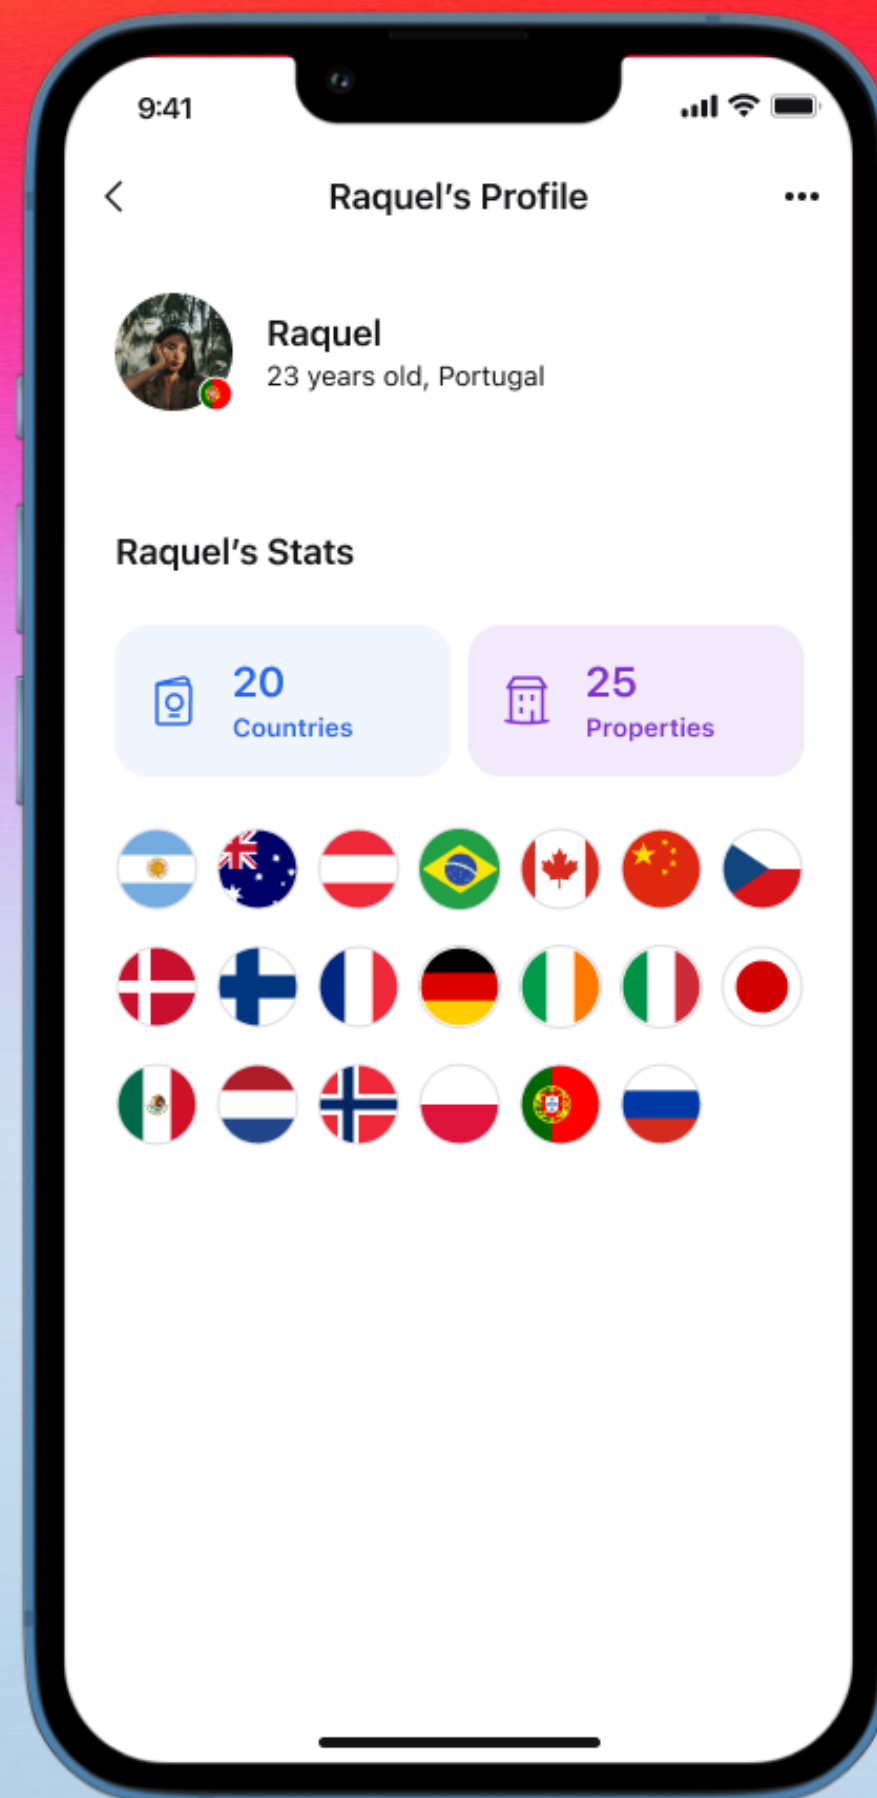 9:41
Raquel’s Profile
Raquel
23 years old, Portugal
Raquel’s Stats
20
Countries
25
Properties